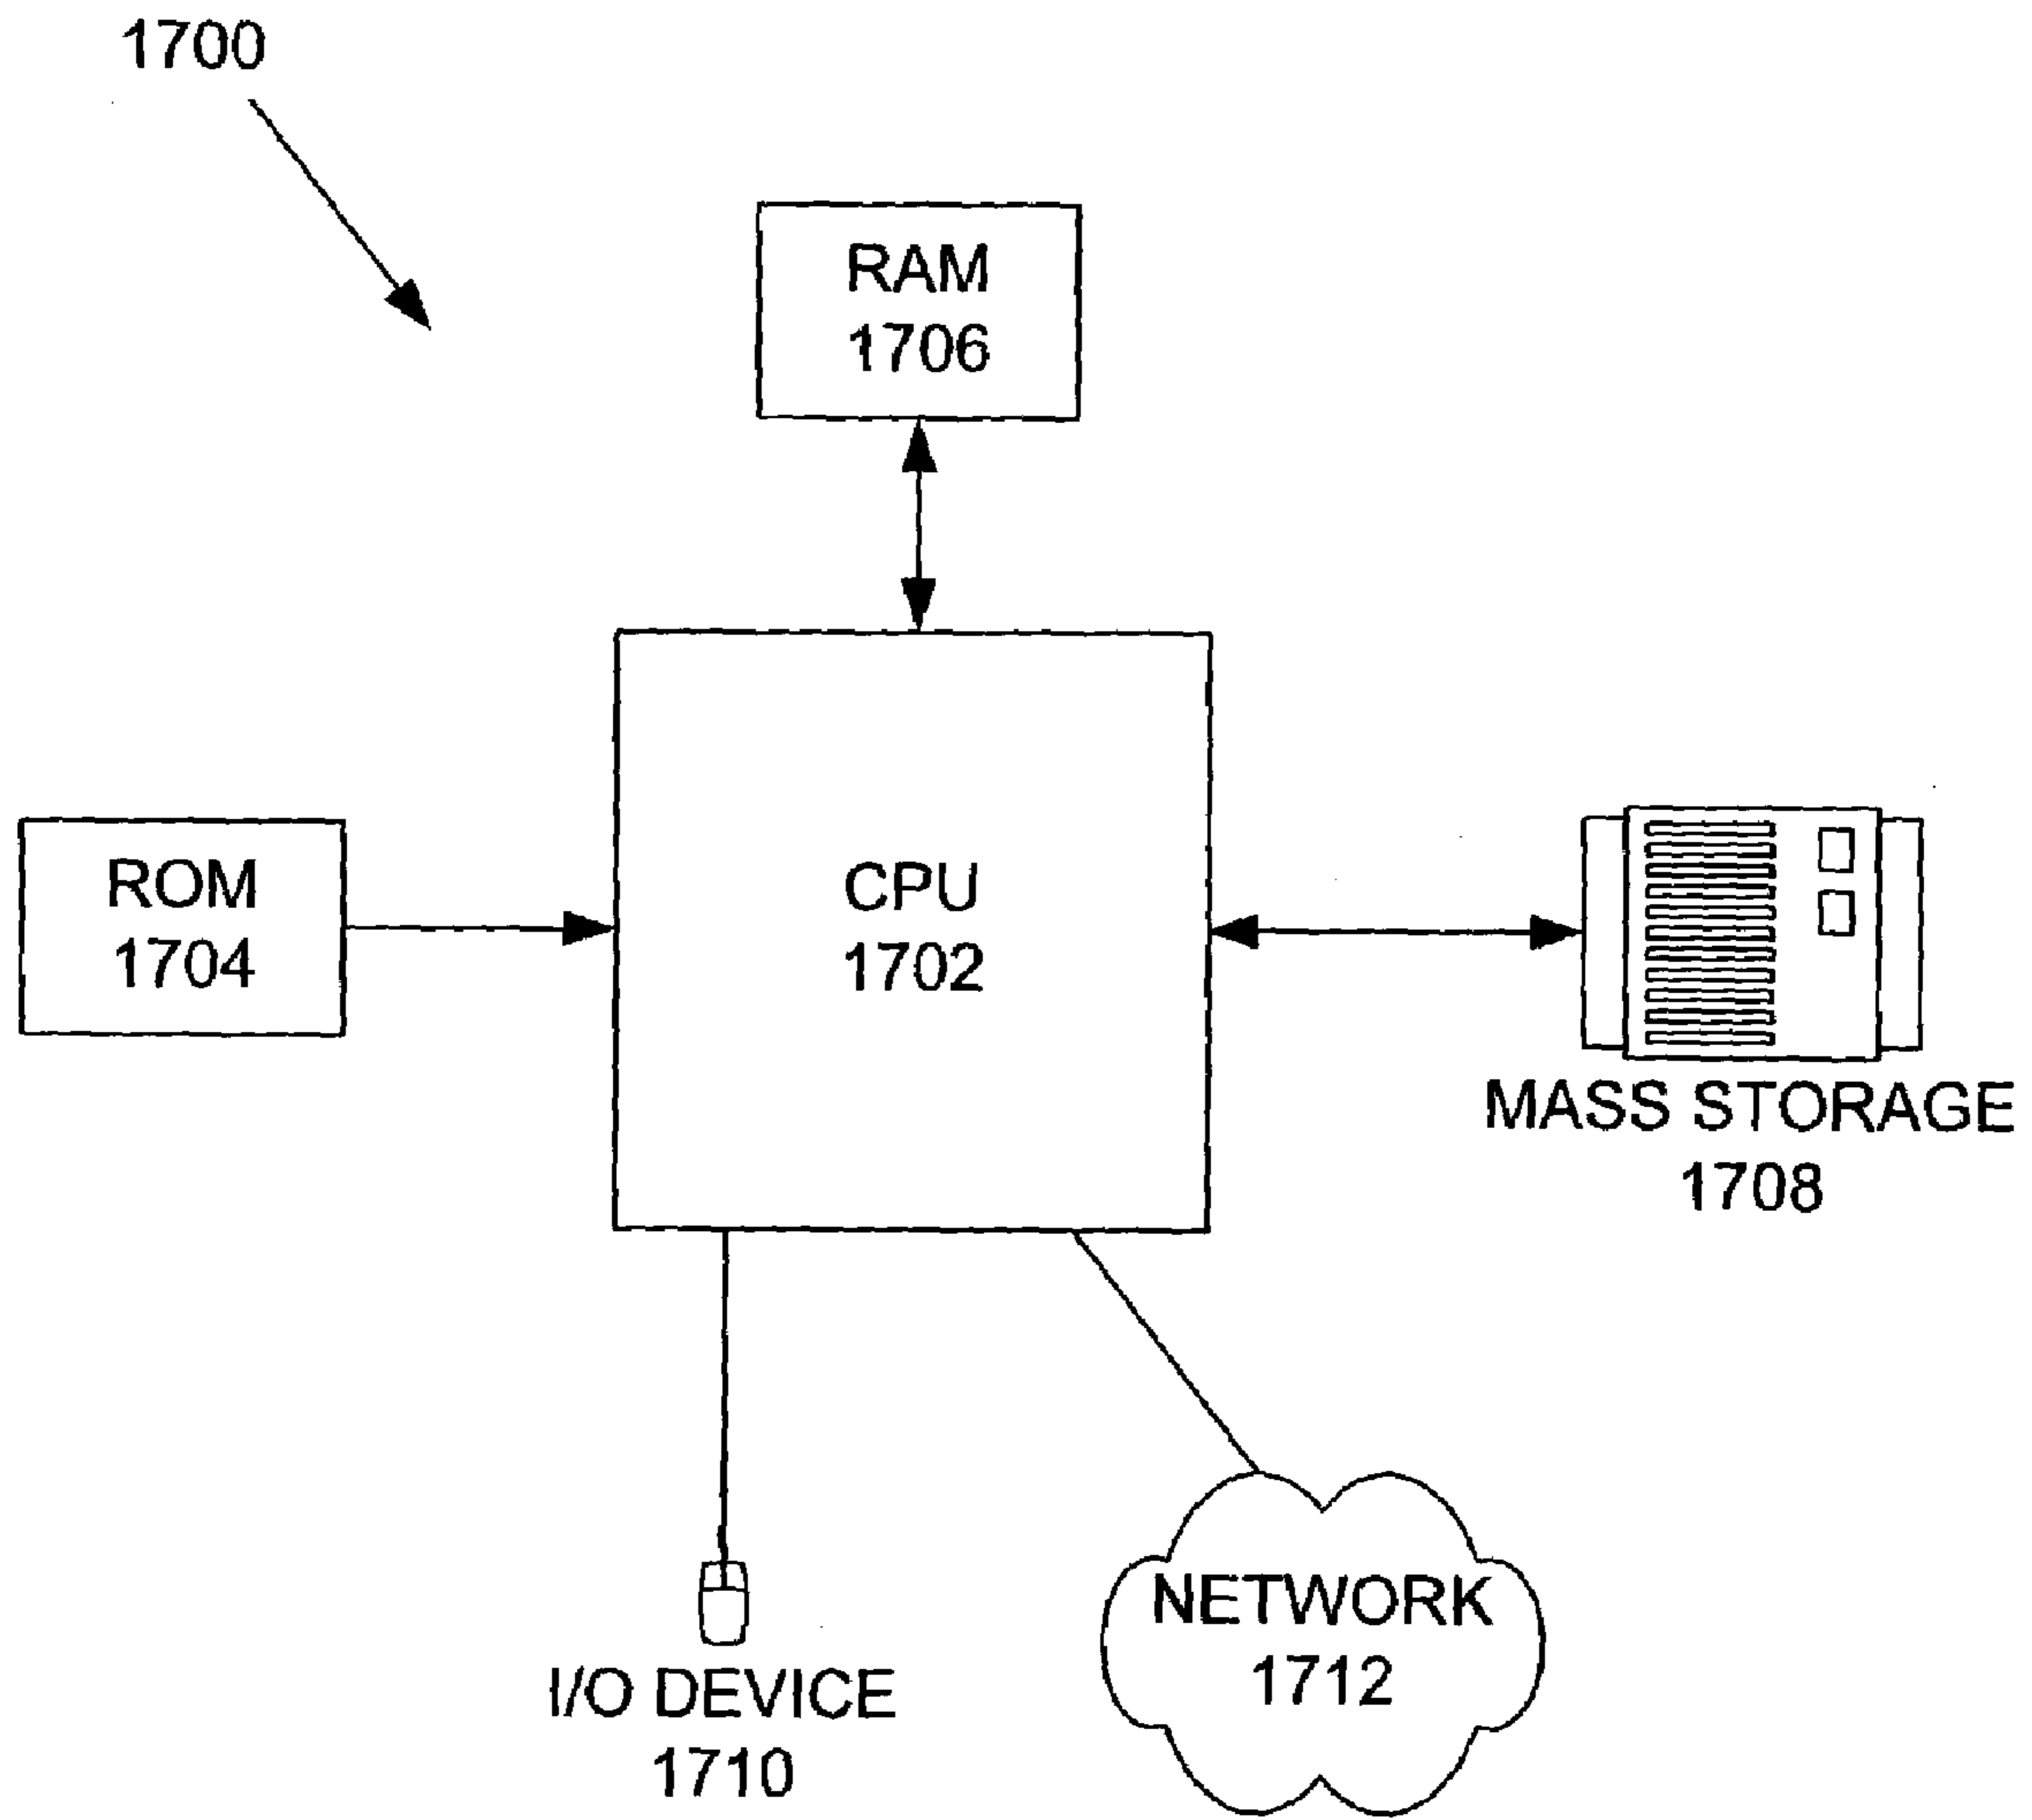 1700
RAM
1706
ROM
1704
CPU
1702
MASS STORAGE
1708
I/O DEVICE
1710
NETWORK
1712